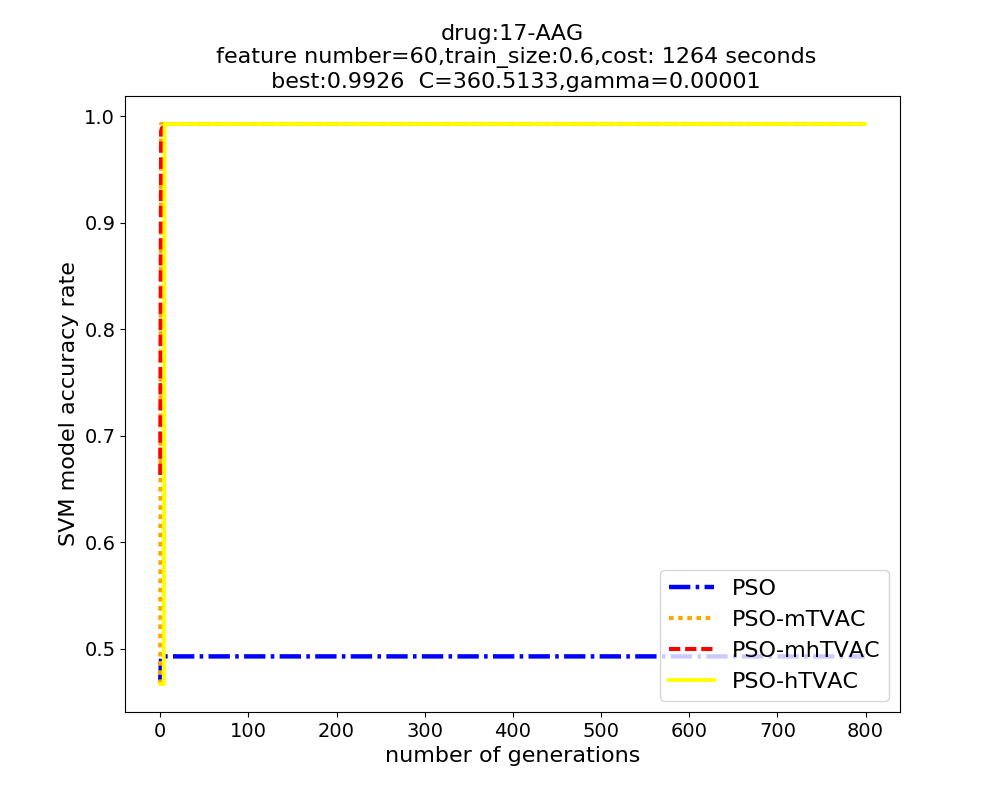 drug:17-AAG
feature number=60,train_size:0.6,cost: 1264 seconds
best:0.9926  C=360.5133,gamma=0.00001
1.0
0.9
0.8
0.7
0.6
0.5
SVM model accuracy rate
PSO
PSO-mTVAC
PSO-mhTVAC
PSO-hTVAC
0 100 200 300 400 500 600 700 800
number of generations